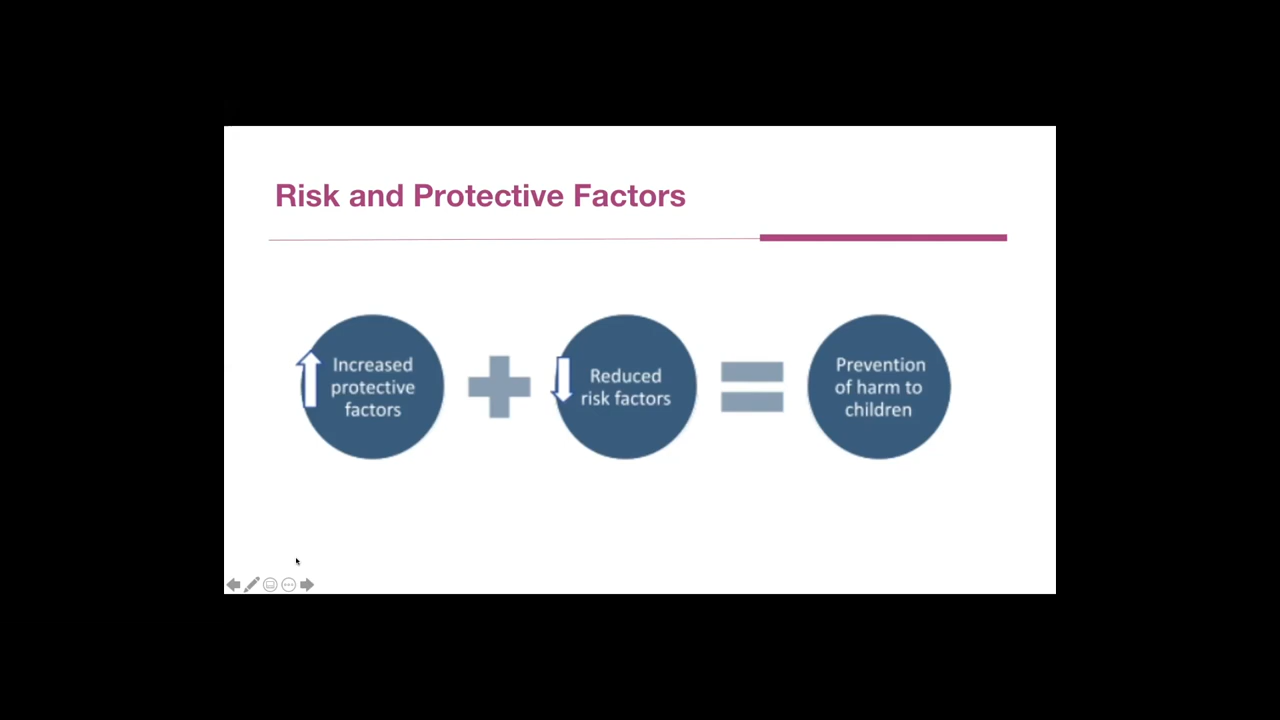 Risk and Protective Factors
Increased
protective
factors
Reduced
risk factors
Prevention
of harm to
children